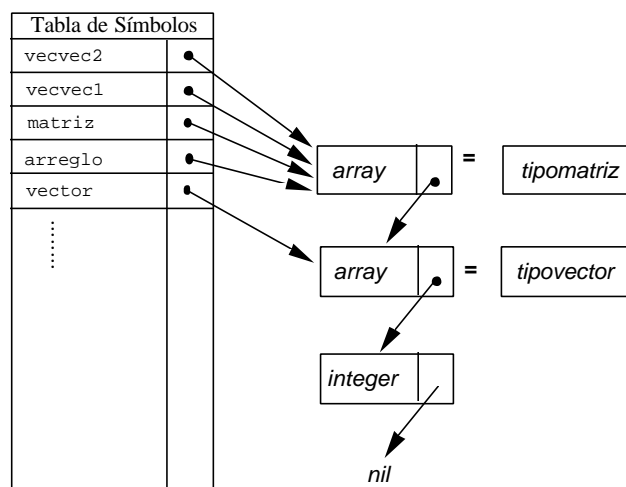 Tabla de Símbolos
vecvec2
vecvec1
matriz
arreglo
vector
array = tipomatriz
array = tipovector
integer
nil